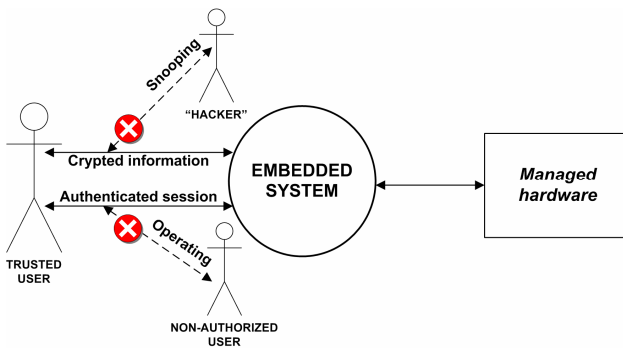 Snooping
“HACKER”
Crypted information
Authenticated session
Operating
TRUSTED
USER
NON-AUTHORIZED
USER
EMBEDDED
SYSTEM
Managed
hardware